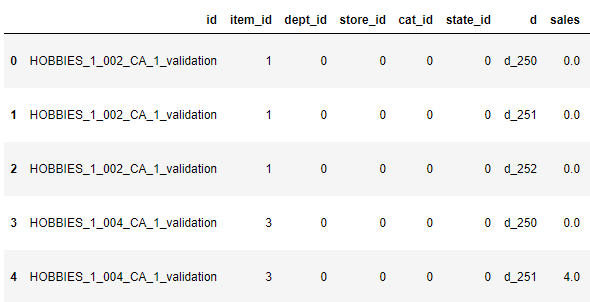 id item_id dept_id store_id cat_id state_id d sales
0 HOBBIES_1_002_CA_1_validation 1 0 0 0 0 d_250 0.0
1 HOBBIES_1_002_CA_1_validation 1 0 0 0 0 d_251 0.0
2 HOBBIES_1_002_CA_1_validation 1 0 0 0 0 d_252 0.0
3 HOBBIES_1_004_CA_1_validation 3 0 0 0 0 d_250 0.0
4 HOBBIES_1_004_CA_1_validation 3 0 0 0 0 d_251 4.0